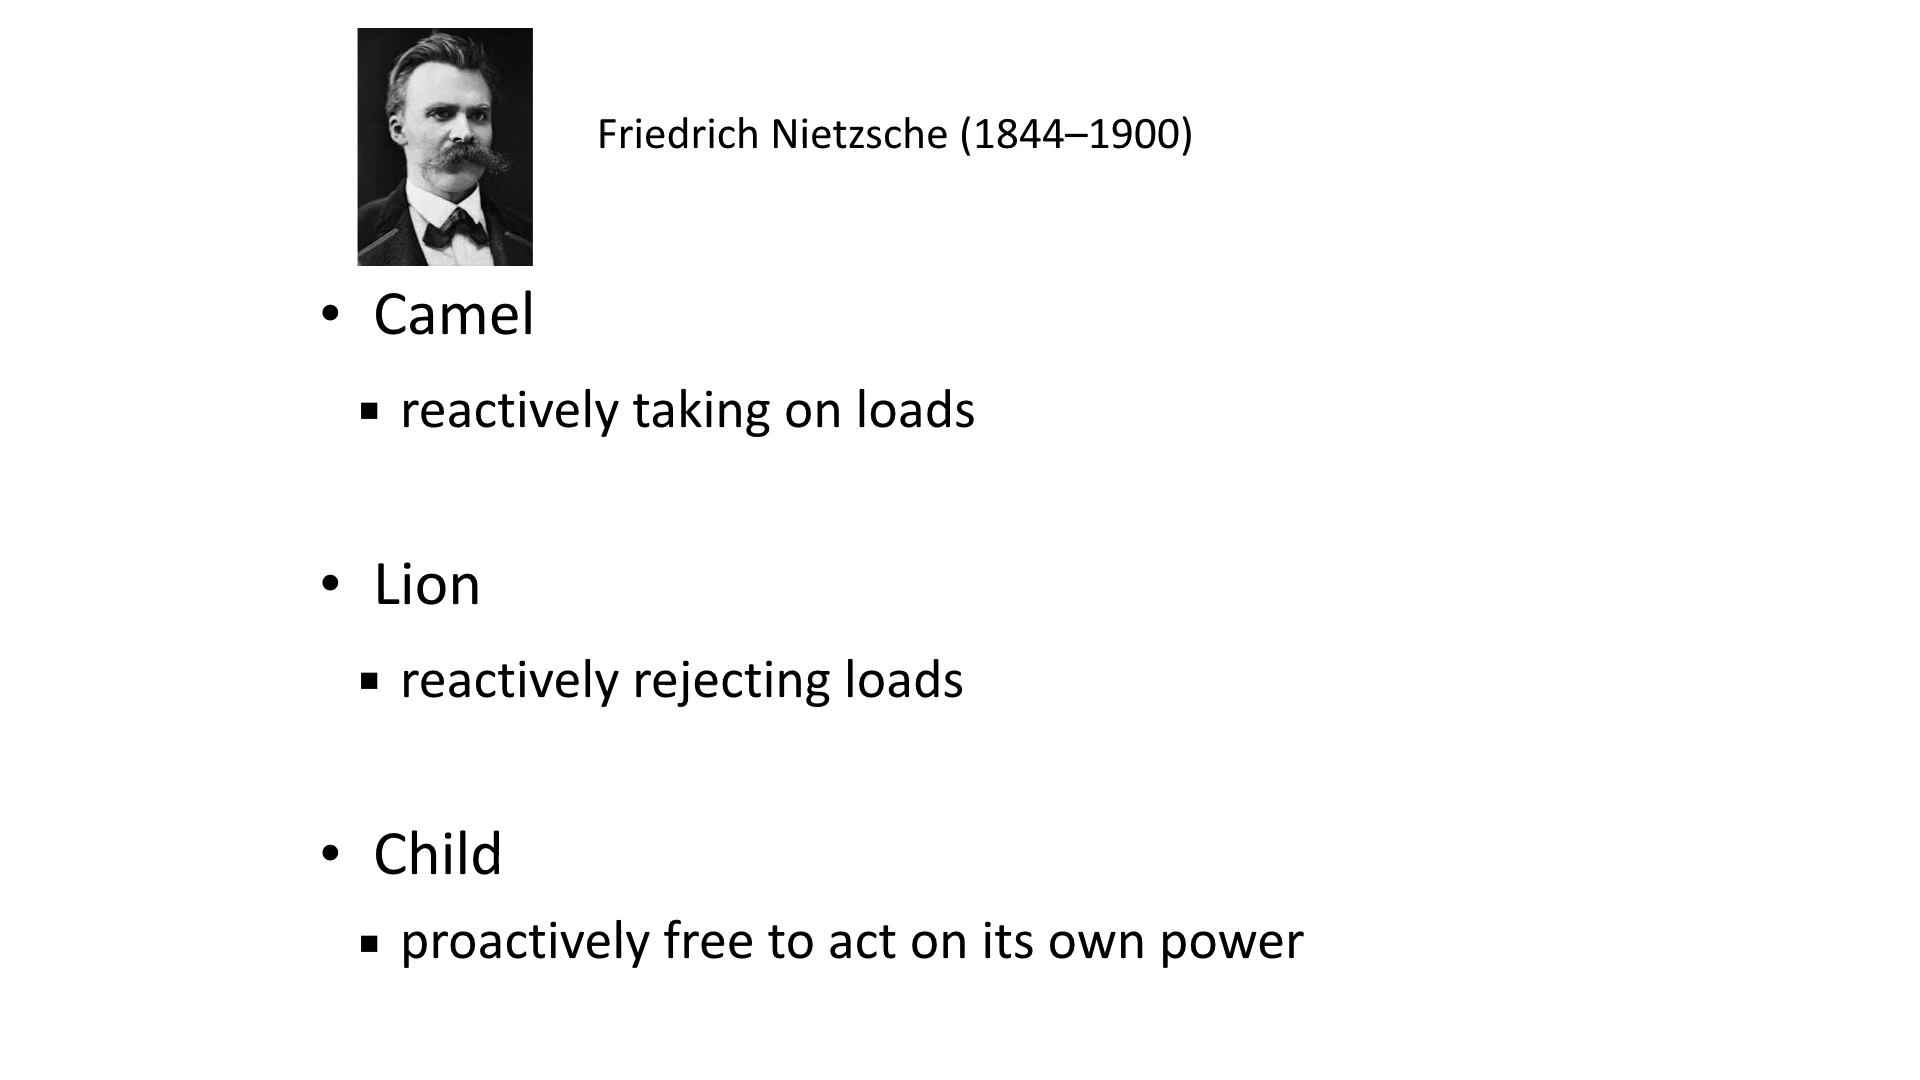 Friedrich Nietzsche (1844–1900)
• Camel
▪ reactively taking on loads
• Lion
▪ reactively rejecting loads
• Child
▪ proactively free to act on its own power